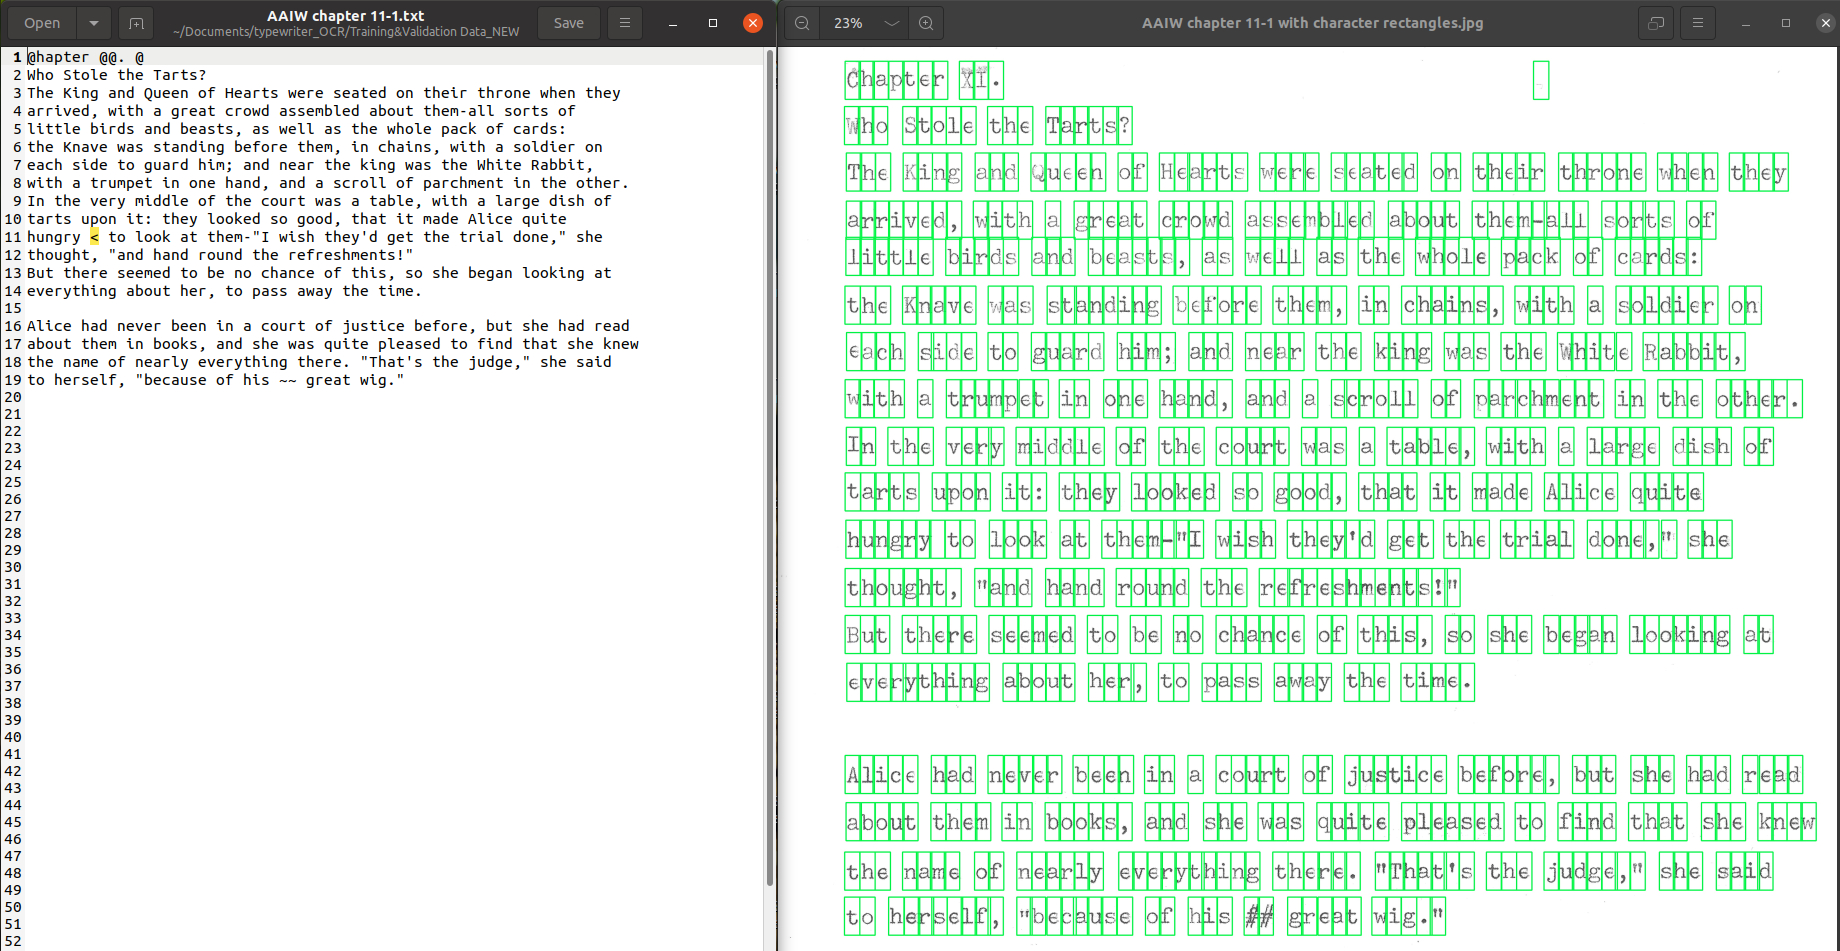 Open
AAIW chapter 11-1.txt
~/Documents/typewriter_OCR/Training&Validation Data_NEW
Save
1 @hapter @@. @
2 Who Stole the Tarts?
3 The King and Queen of Hearts were seated on their throne when they
4 arrived, with a great crowd assembled about them-all sorts of
5 little birds and beasts, as well as the whole pack of cards:
6 the Knave was standing before them, in chains, with a soldier on
7 each side to guard him; and near the king was the White Rabbit,
8 with a trumpet in one hand, and a scroll of parchment in the other.
9 In the very middle of the court was a table, with a large dish of
10 tarts upon it: they looked so good, that it made Alice quite
11 hungry < to look at them-"I wish they'd get the trial done," she
12 thought, "and hand round the refreshments!"
13 But there seemed to be no chance of this, so she began looking at
14 everything about her, to pass away the time.
15
16 Alice had never been in a court of justice before, but she had read
17 about them in books, and she was quite pleased to find that she knew
18 the name of nearly everything there. "That's the judge," she said
19 to herself, "because of his ~~ great wig."
20
21
22
23
24
25
26
27
28
29
30
31
32
33
34
35
36
37
38
39
40
41
42
43
44
45
46
47
48
49
50
51
52
23%
AAIW chapter 11-1 with character rectangles.jpg
Chapter XI.
Who Stole the Tarts?
The King and Queen of Hearts were seated on their throne when they
arrived, with a great crowd assembled about them-all sorts of
little birds and beasts, as well as the whole pack of cards:
the Knave was standing before them, in chains, with a soldier on
each side to guard him; and near the king was the White Rabbit,
with a trumpet in one hand, and a scroll of parchment in the other.
In the very middle of the court was a table, with a large dish of
tarts upon it: they looked so good, that it made Alice quite
hungry to look at them-"I wish they'd get the trial done," she
thought, "and hand round the refreshments!"
But there seemed to be no chance of this, so she began looking at
everything about her, to pass away the time.
Alice had never been in a court of justice before, but she had read
about them in books, and she was quite pleased to find that she knew
the name of nearly everything there. "That's the judge," she said
to herself, "because of his ## great wig."